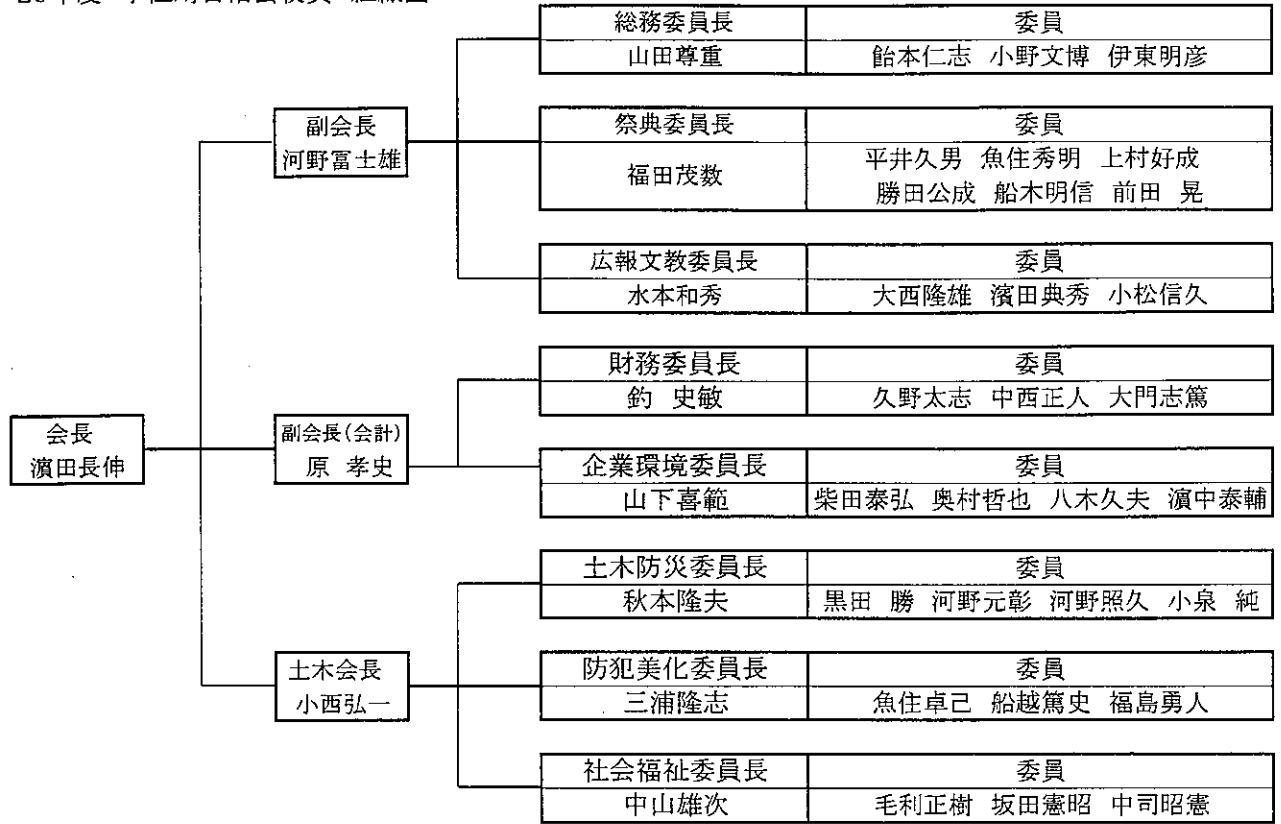 総務委員長 委員
山田尊重 飴本仁志 小野文博 伊東明彦
副会長
河野冨士雄
祭典委員長 委員
福田茂数
平井久男 魚住秀明 上村好成
勝田公成 船木明信 前田 晃
広報文教委員長 委員
水本和秀 大西隆雄 濱田典秀 小松信久
財務委員長 委員
釣 史敏 久野太志 中西正人 大門志篤
会長
濱田長伸
副会長(会計)
原 孝史
企業環境委員長 委員
山下喜範 柴田泰弘 奥村哲也 八木久夫 濵中泰輔
土木防災委員長 委員
秋本隆夫 黒田 勝 河野元彰 河野照久 小泉 純
土木会長
小西弘一
防犯美化委員長 委員
三浦隆志 魚住卓己 船越篤史 福島勇人
社会福祉委員長 委員
中山雄次 毛利正樹 坂田憲昭 中司昭憲